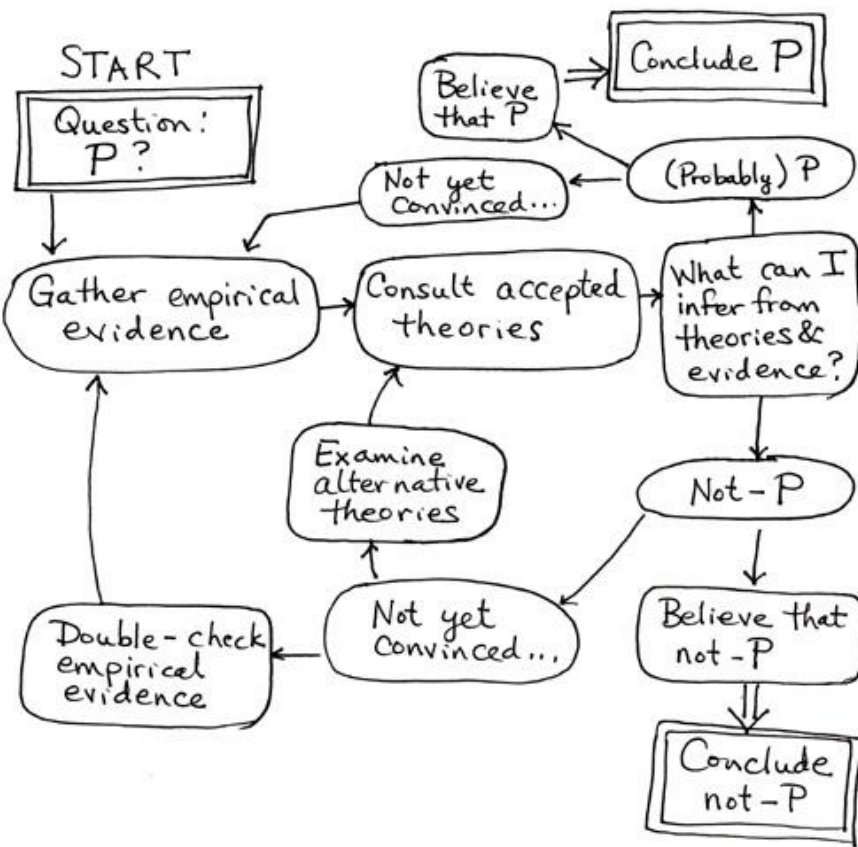 START
Question:
P?
Believe
that P
Conclude P
Not yet
convinced...
(Probably) P
Gather empirical
evidence
Consult accepted
theories
What can I
infer from
theories &
evidence?
Examine
alternative
theories
Not-P
Double-check
empirical
evidence
Not yet
convinced...
Believe that
not-P
Conclude
not-P